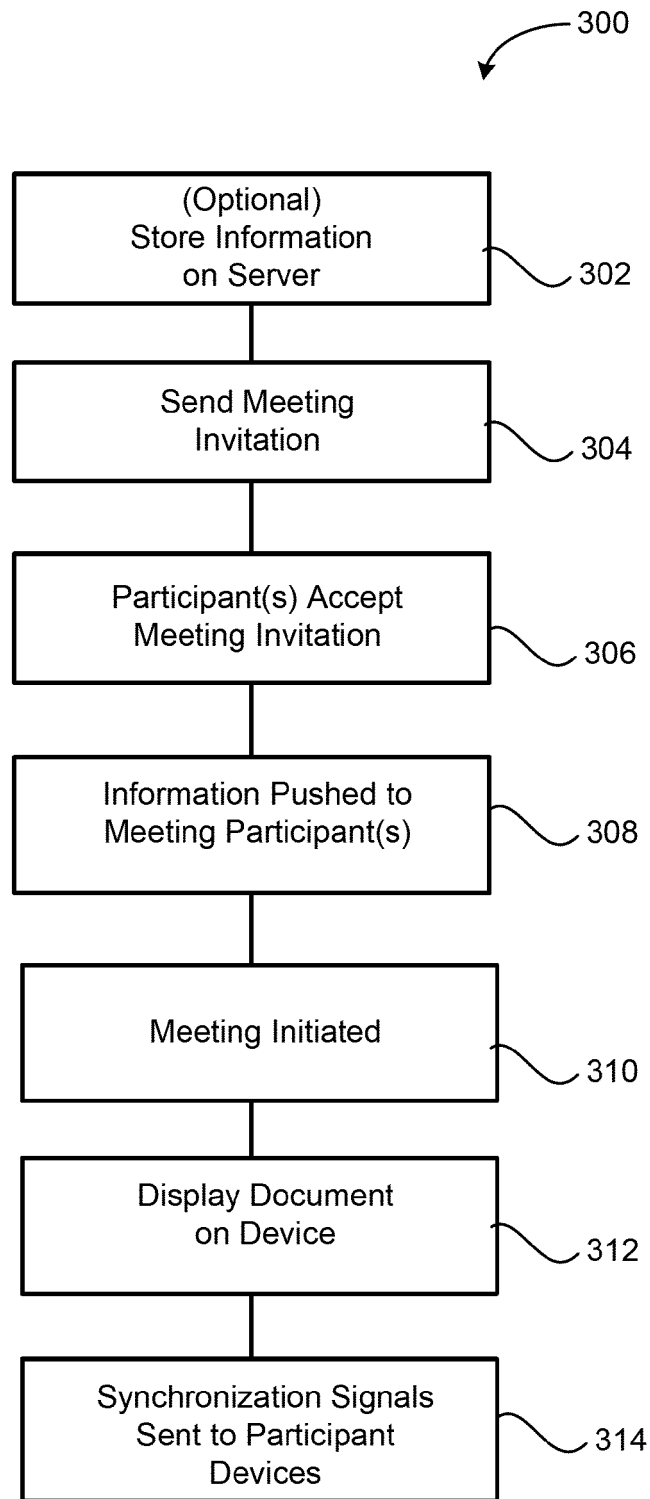 300
(Optional)
Store Information
on Server
302
Send Meeting
Invitation
304
Participant(s) Accept
Meeting Invitation
306
Information Pushed to
Meeting Participant(s)
308
Meeting Initiated
310
Display Document
on Device
312
Synchronization Signals
Sent to Participant
Devices
314